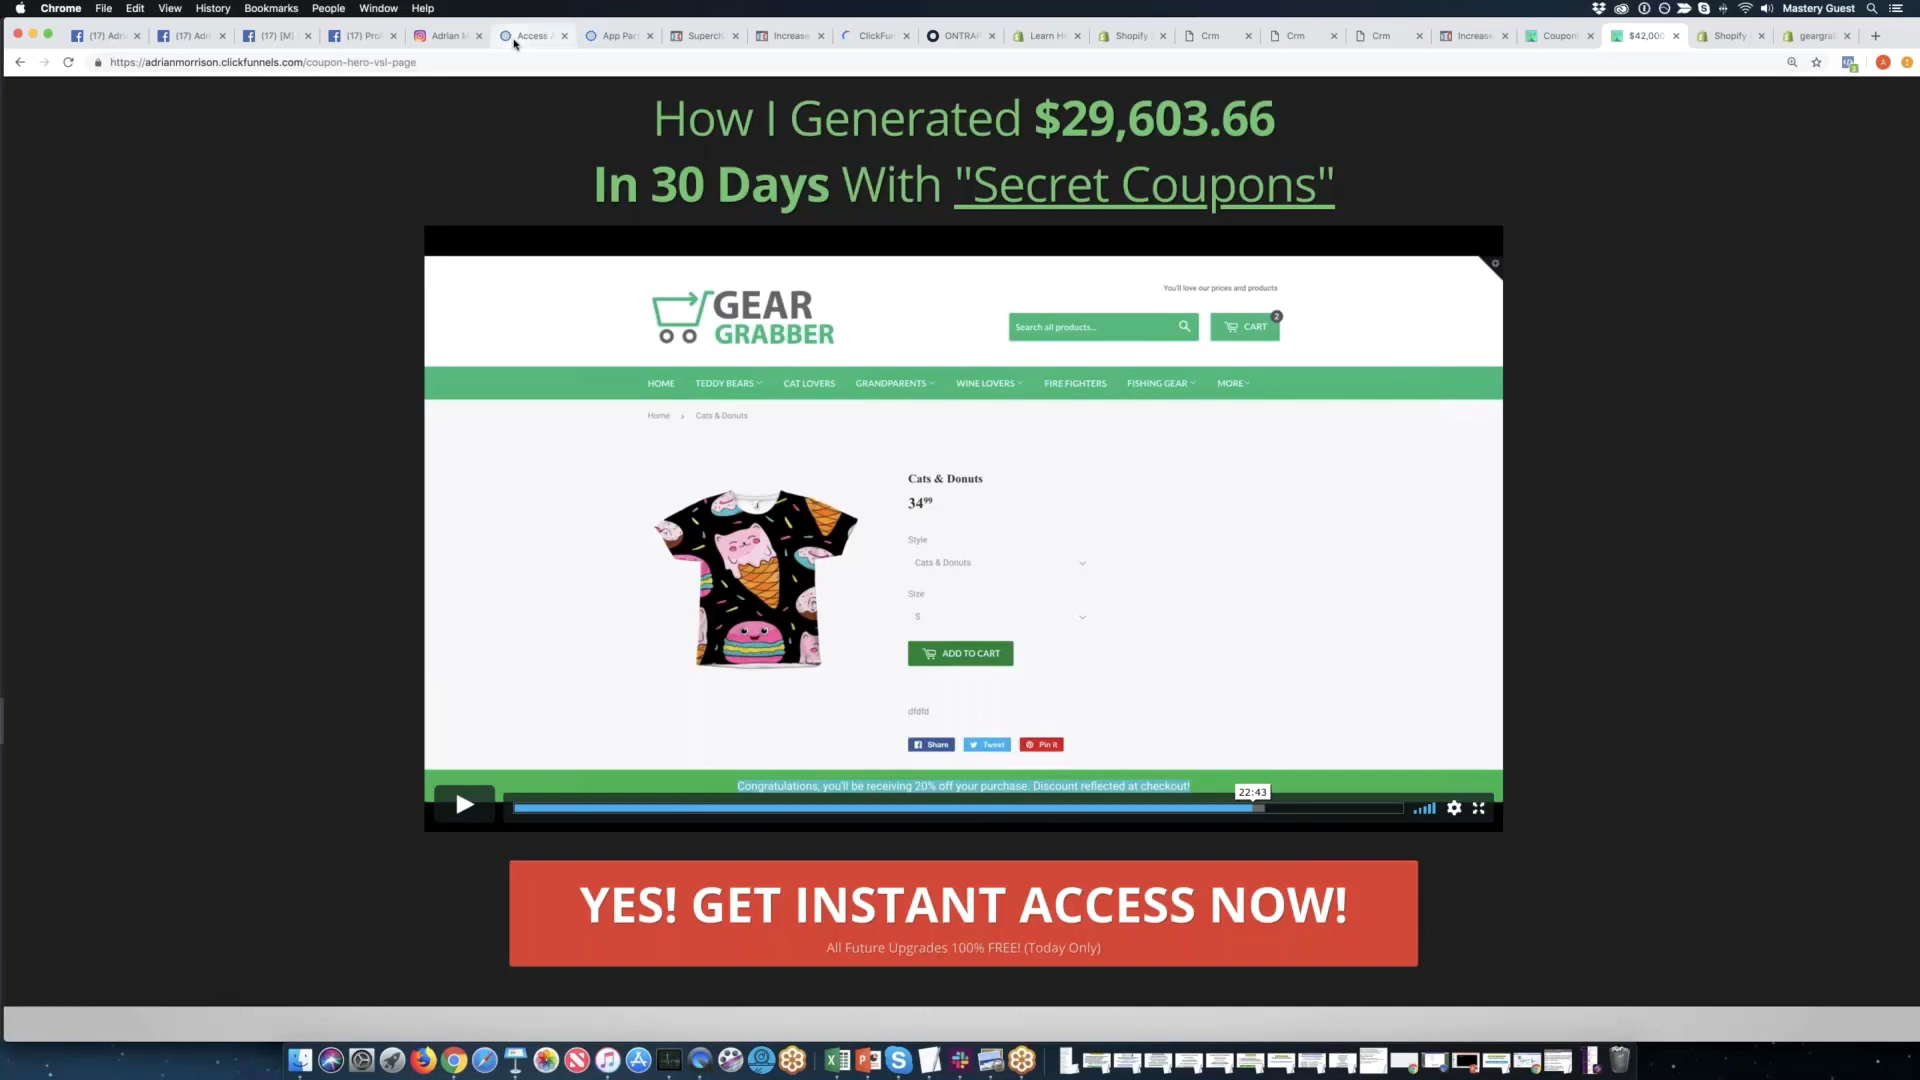 Chrome File Edit View History Bookmarks People Window Help Mastery Guest
(17) Adri (17) Adri (17) [M] (17) Pro Adrian M Access A App Par Superch Increase ClickFun ONTRAP Learn H Shopify Crm Crm Crm Increase Coupon $42,000 Shopify geargra
https://adrianmorrison.clickfunnels.com/coupon-hero-vsl-page
How I Generated $29,603.66
In 30 Days With "Secret Coupons"
You'll love our prices and products
GEAR
GRABBER
Search all products...
CART
2
HOME TEDDY BEARS CAT LOVERS GRANDPARENTS WINE LOVERS FIRE FIGHTERS FISHING GEAR MORE
Home › Cats & Donuts
Cats & Donuts
34⁹⁹
Style
Cats & Donuts
Size
S
ADD TO CART
dfdfd
Share Tweet Pin it
Congratulations, you'll be receiving 20% off your purchase. Discount reflected at checkout!
22:43
YES! GET INSTANT ACCESS NOW!
All Future Upgrades 100% FREE! (Today Only)